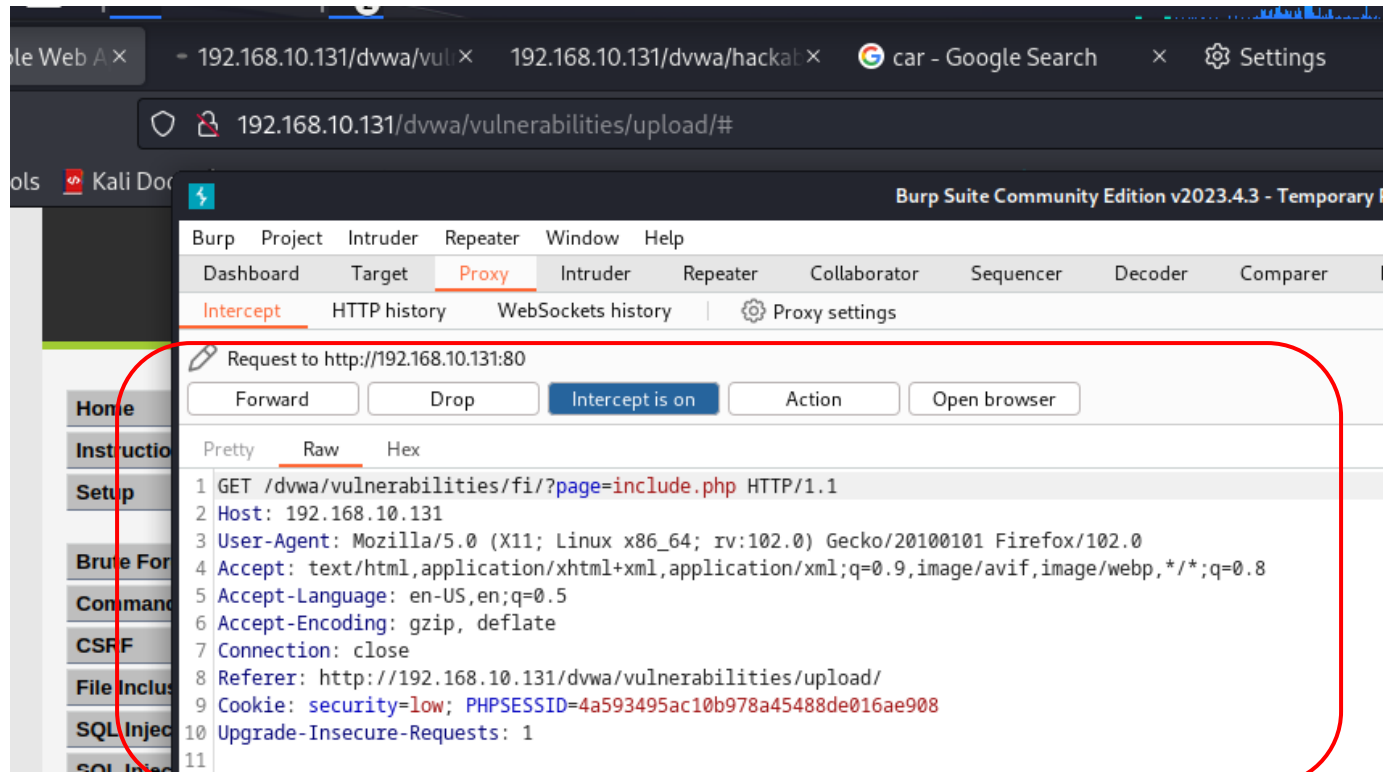 2
ole Web A × 192.168.10.131/dvwa/vul × 192.168.10.131/dvwa/hackab × car - Google Search × Settings
192.168.10.131/dvwa/vulnerabilities/upload/#
ols Kali Doc
Burp Suite Community Edition v2023.4.3 - Temporary P
Burp Project Intruder Repeater Window Help
Dashboard Target Proxy Intruder Repeater Collaborator Sequencer Decoder Comparer
Intercept HTTP history WebSockets history Proxy settings
Request to http://192.168.10.131:80
Forward Drop Intercept is on Action Open browser
Pretty Raw Hex
1 GET /dvwa/vulnerabilities/fi/?page=include.php HTTP/1.1
2 Host: 192.168.10.131
3 User-Agent: Mozilla/5.0 (X11; Linux x86_64; rv:102.0) Gecko/20100101 Firefox/102.0
4 Accept: text/html,application/xhtml+xml,application/xml;q=0.9,image/avif,image/webp,*/*;q=0.8
5 Accept-Language: en-US,en;q=0.5
6 Accept-Encoding: gzip, deflate
7 Connection: close
8 Referer: http://192.168.10.131/dvwa/vulnerabilities/upload/
9 Cookie: security=low; PHPSESSID=4a593495ac10b978a45488de016ae908
10 Upgrade-Insecure-Requests: 1
11
Home
Instructio
Setup
Brute For
Command
CSRF
File Inclus
SQL Injec
SQL Injec